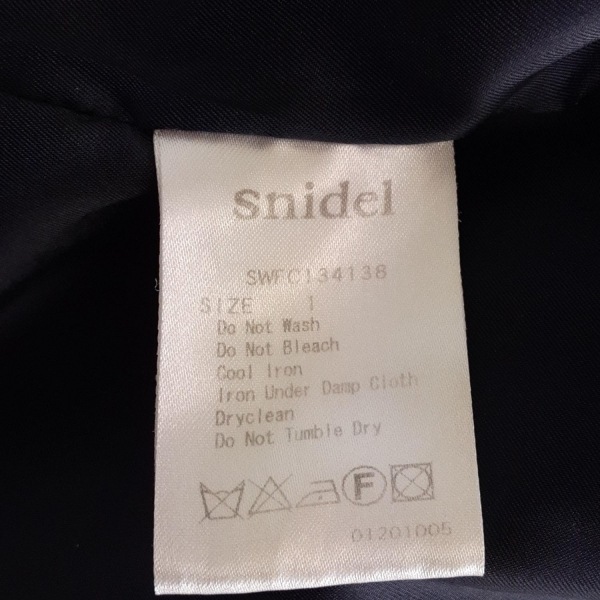 snidel
SWFC134138
SIZE 1
Do Not Wash
Do Not Bleach
Cool Iron
Iron Under Damp Cloth
Dryclean
Do Not Tumble Dry
F
01201005